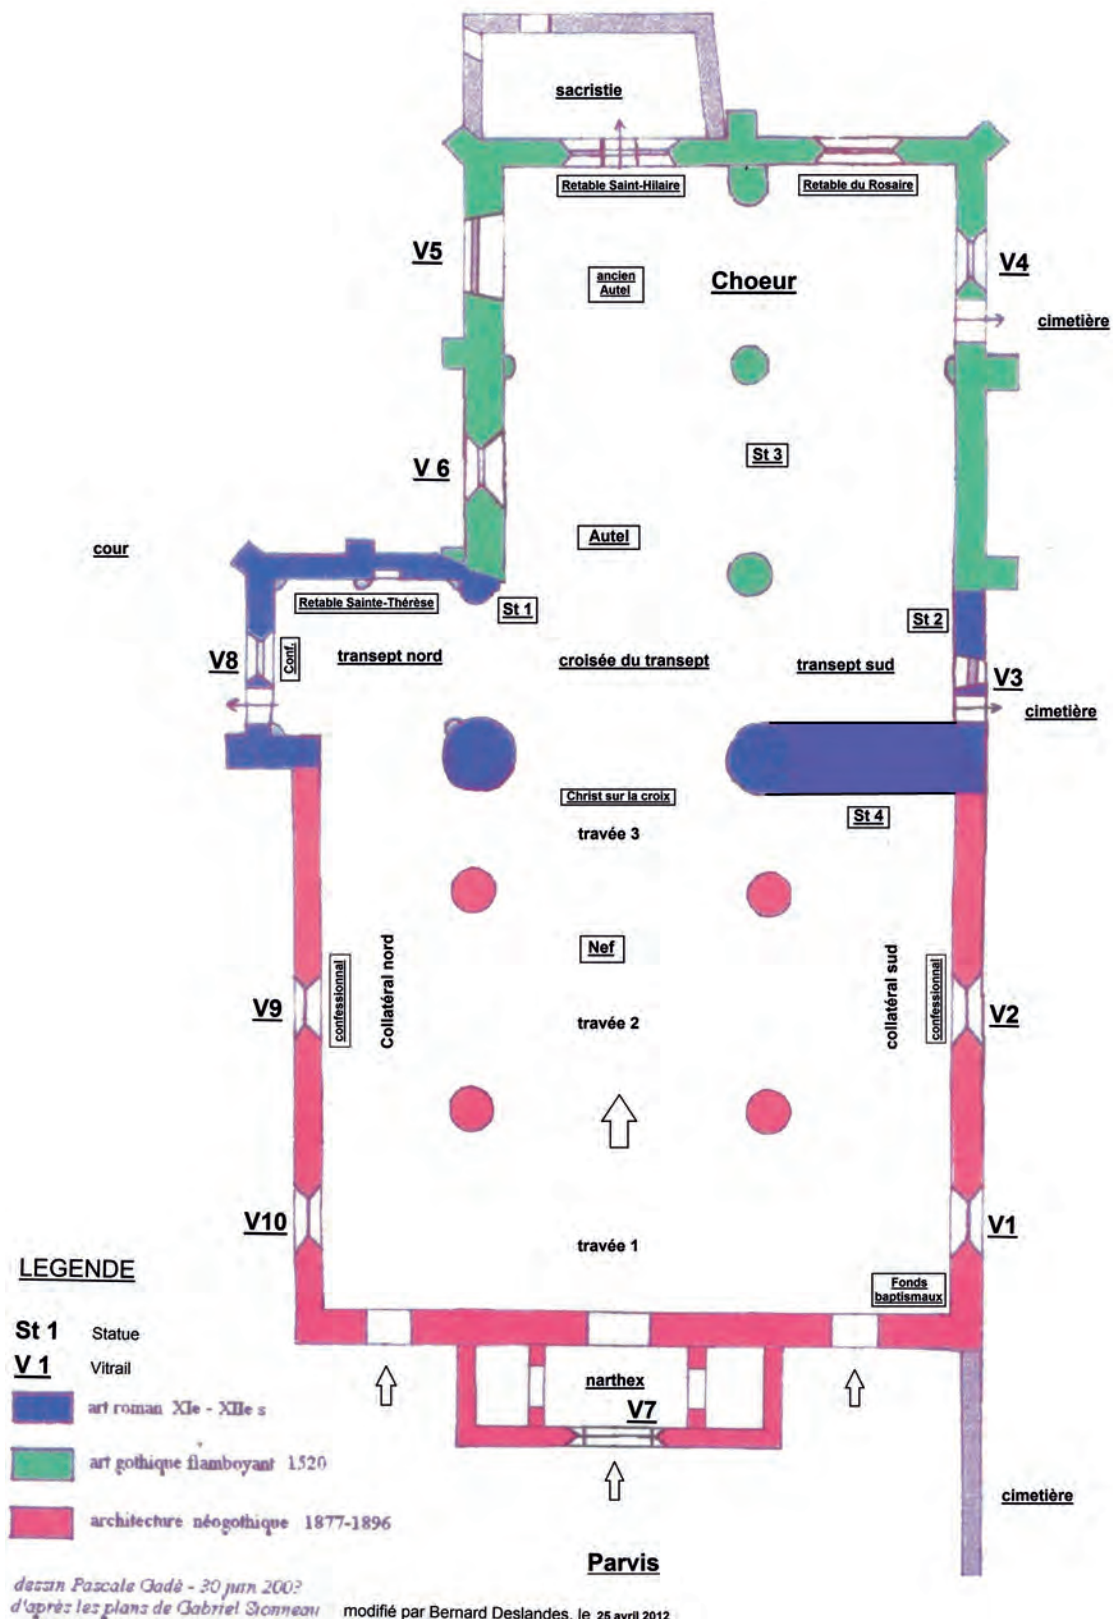 sacristie
Retable Saint-Hilaire
Retable du Rosaire
V5
ancien
Autel
Choeur
V4
cimetière
V 6
St 3
cour
Autel
Retable Sainte-Thérèse
St 1
St 2
V8
Conf.
transept nord
croisée du transept
transept sud
V3
cimetière
Christ sur la croix
travée 3
St 4
Collatéral nord
Nef
collatéral sud
V9
confessionnal
travée 2
confessionnal
V2
V10
travée 1
V1
Fonds
baptismaux
LEGENDE
St 1 Statue
V 1 Vitrail
narthex
V7
art roman XIe - XIIe s
art gothique flamboyant 1520
architecture néogothique 1877-1896
cimetière
Parvis
dessin Pascale Gadè - 30 juin 2003
d'après les plans de Gabriel Sionneau modifié par Bernard Deslandes, le 25 avril 2012